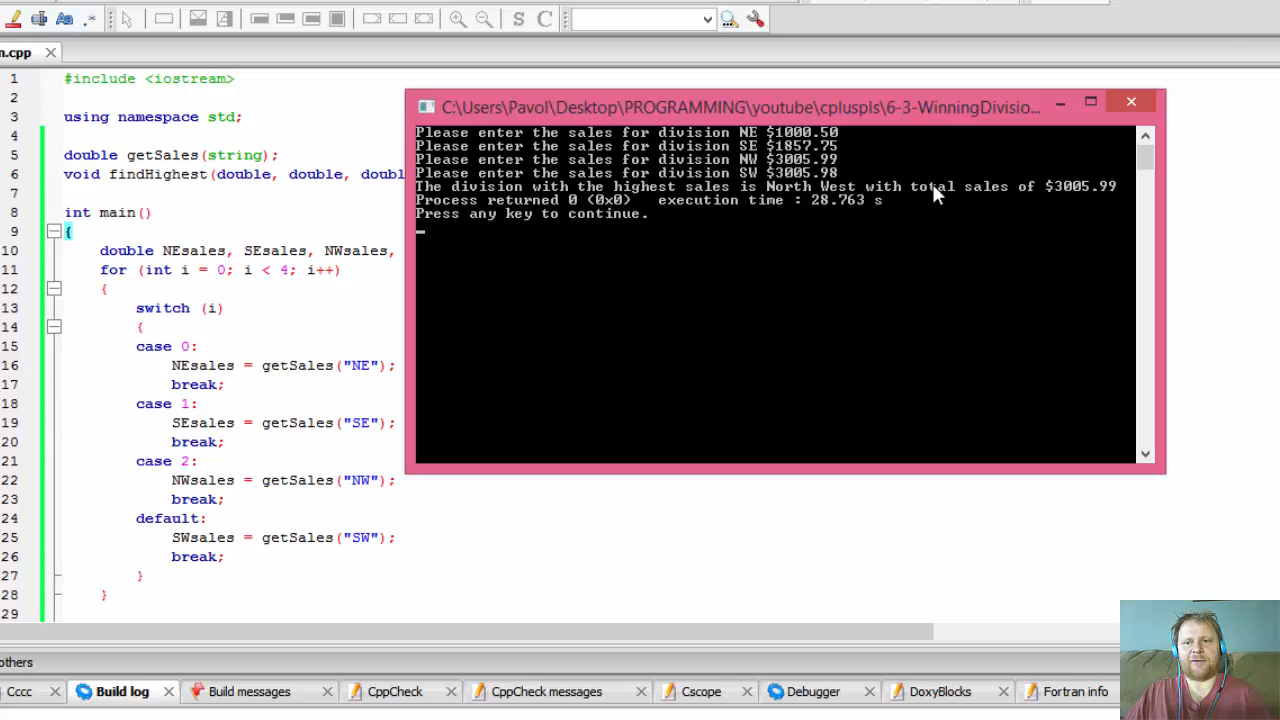 Aa .*
S C
n.cpp
1 #include <iostream>
2
3 using namespace std;
4
5 double getSales(string);
6 void findHighest(double, double, doubl
7
8 int main()
9 {
10 double NEsales, SEsales, NWsales,
11 for (int i = 0; i < 4; i++)
12 {
13 switch (i)
14 {
15 case 0:
16 NEsales = getSales("NE");
17 break;
18 case 1:
19 SEsales = getSales("SE");
20 break;
21 case 2:
22 NWsales = getSales("NW");
23 break;
24 default:
25 SWsales = getSales("SW");
26 break;
27 }
28 }
29
C:\Users\Pavol\Desktop\PROGRAMMING\youtube\cpluspls\6-3-WinningDivisio...
Please enter the sales for division NE $1000.50
Please enter the sales for division SE $1857.75
Please enter the sales for division NW $3005.99
Please enter the sales for division SW $3005.98
The division with the highest sales is North West with total sales of $3005.99
Process returned 0 (0x0) execution time : 28.763 s
Press any key to continue.
others
Cccc Build log Build messages CppCheck CppCheck messages Cscope Debugger DoxyBlocks Fortran info